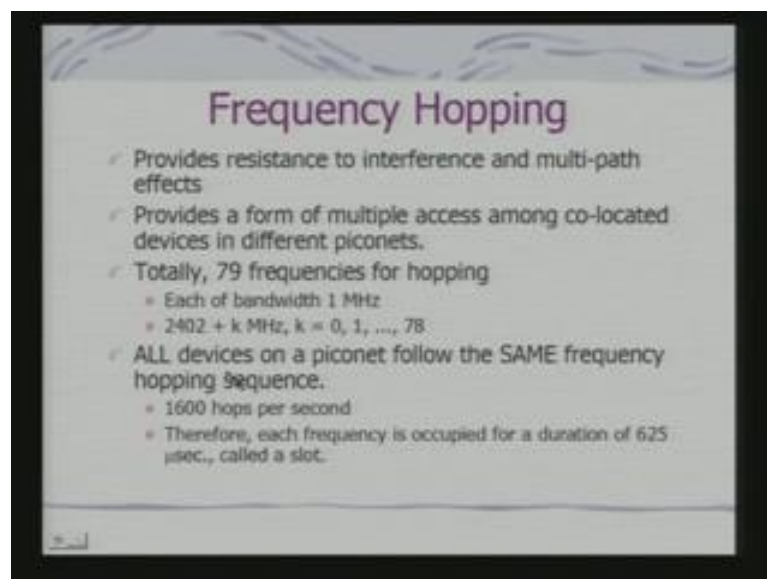 Frequency Hopping
Provides resistance to interference and multi-path
effects
Provides a form of multiple access among co-located
devices in different piconets.
Totally, 79 frequencies for hopping
Each of bandwidth 1 MHz
2402 + k MHz, k = 0, 1, ..., 78
ALL devices on a piconet follow the SAME frequency
hopping sequence.
1600 hops per second
Therefore, each frequency is occupied for a duration of 625
μsec., called a slot.